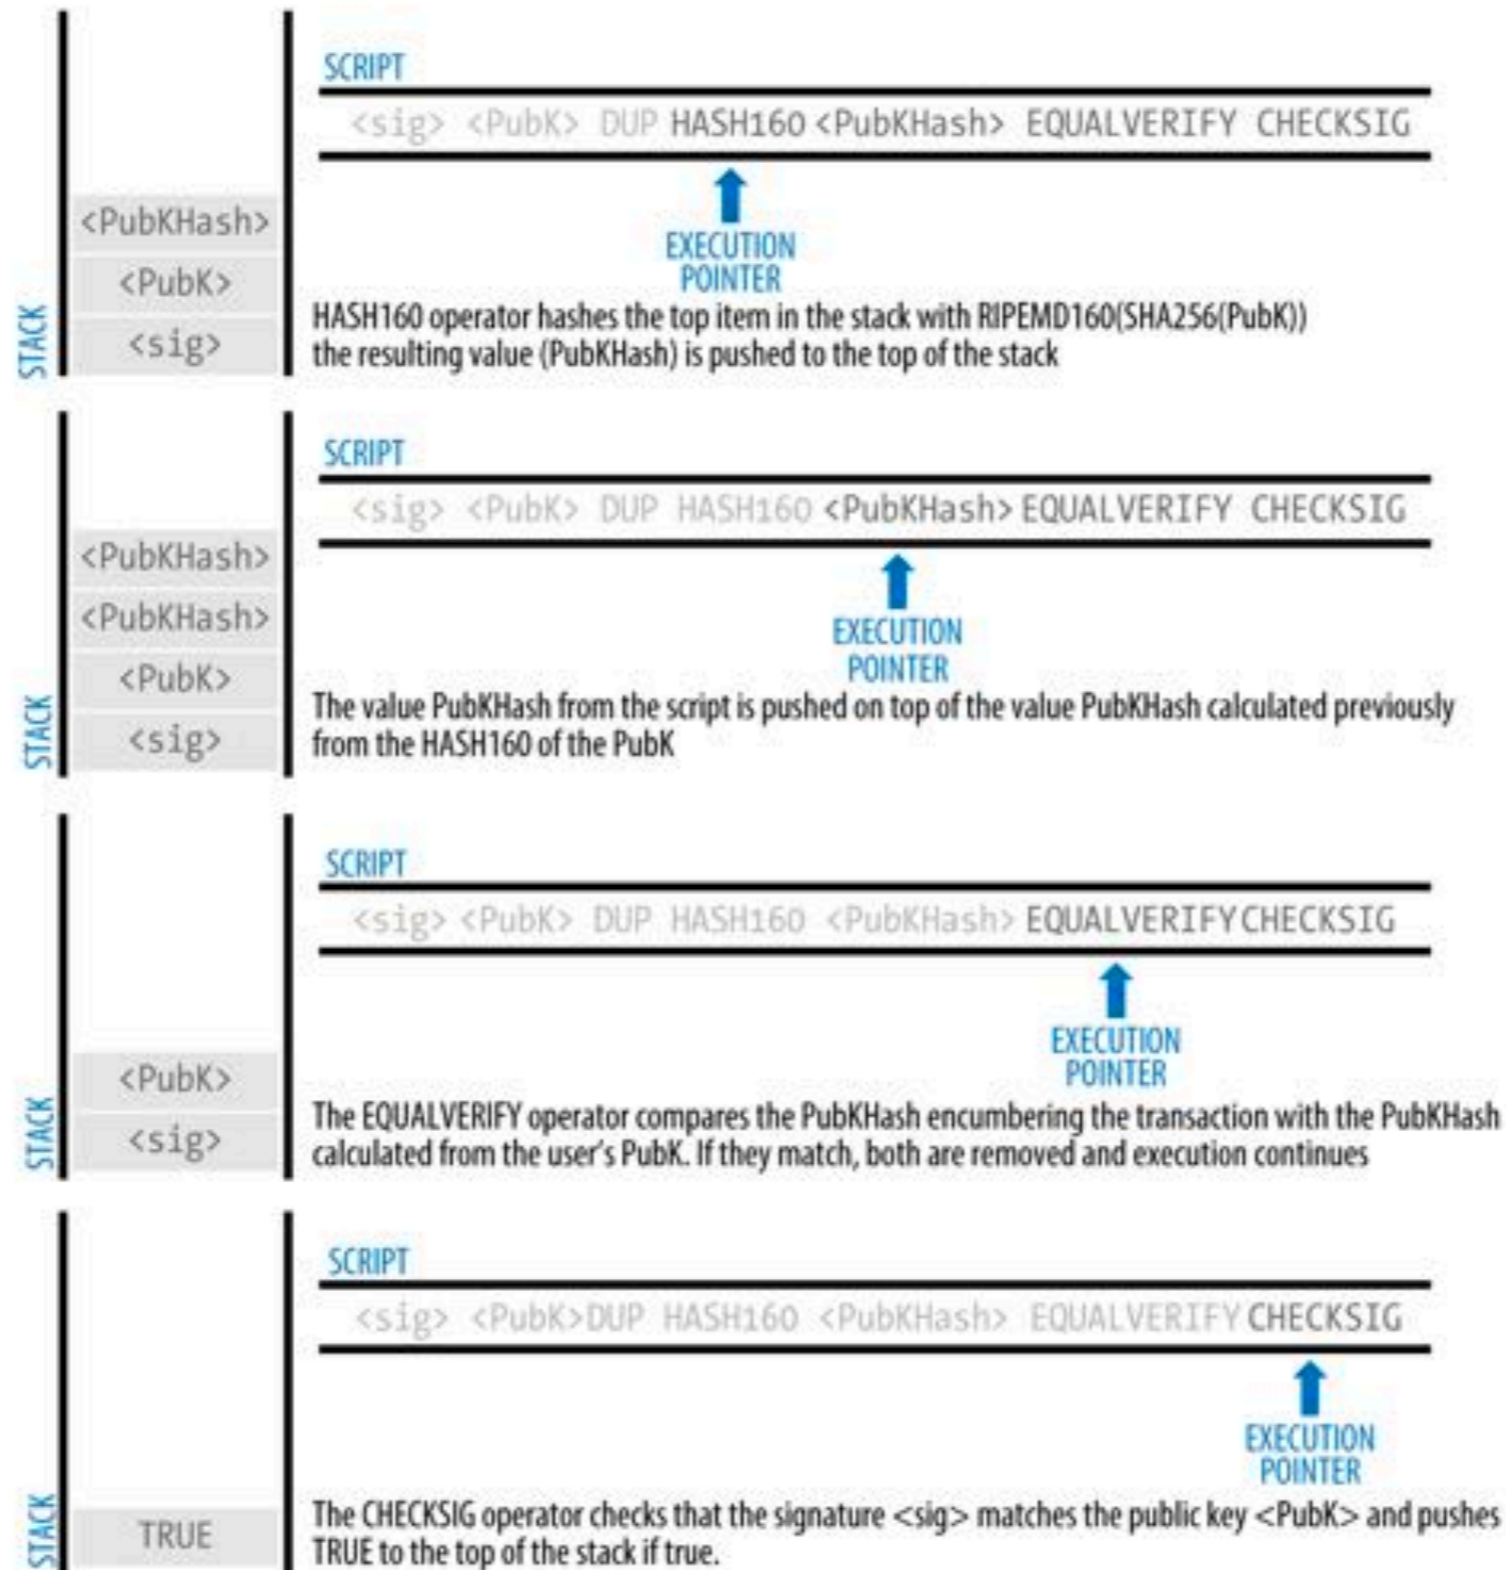 SCRIPT
<sig> <PubK> DUP HASH160 <PubKHash> EQUALVERIFY CHECKSIG
EXECUTION
POINTER
<PubKHash>
<PubK>
<sig>
STACK
HASH160 operator hashes the top item in the stack with RIPEMD160(SHA256(PubK))
the resulting value (PubKHash) is pushed to the top of the stack
SCRIPT
<sig> <PubK> DUP HASH160 <PubKHash> EQUALVERIFY CHECKSIG
EXECUTION
POINTER
<PubKHash>
<PubKHash>
<PubK>
<sig>
STACK
The value PubKHash from the script is pushed on top of the value PubKHash calculated previously
from the HASH160 of the PubK
SCRIPT
<sig> <PubK> DUP HASH160 <PubKHash> EQUALVERIFY CHECKSIG
EXECUTION
POINTER
<PubK>
<sig>
STACK
The EQUALVERIFY operator compares the PubKHash encumbering the transaction with the PubKHash
calculated from the user's PubK. If they match, both are removed and execution continues
SCRIPT
<sig> <PubK> DUP HASH160 <PubKHash> EQUALVERIFY CHECKSIG
EXECUTION
POINTER
TRUE
STACK
The CHECKSIG operator checks that the signature <sig> matches the public key <PubK> and pushes
TRUE to the top of the stack if true.